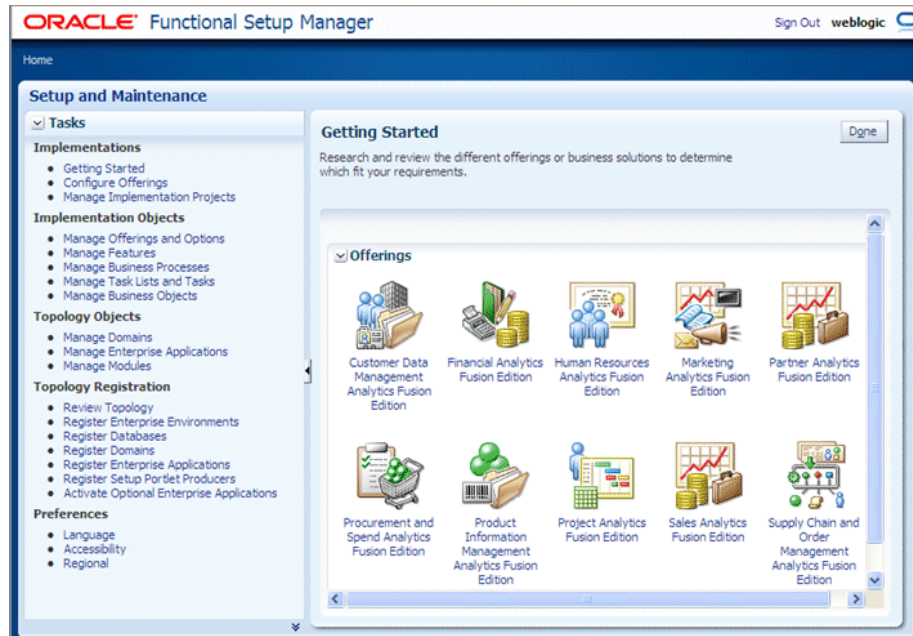 ORACLE Functional Setup Manager
Sign Out weblogic
Home
Setup and Maintenance
Tasks
Implementations
Getting Started
Configure Offerings
Manage Implementation Projects
Implementation Objects
Manage Offerings and Options
Manage Features
Manage Business Processes
Manage Task Lists and Tasks
Manage Business Objects
Topology Objects
Manage Domains
Manage Enterprise Applications
Manage Modules
Topology Registration
Review Topology
Register Enterprise Environments
Register Databases
Register Domains
Register Enterprise Applications
Register Setup Portlet Producers
Activate Optional Enterprise Applications
Preferences
Language
Accessibility
Regional
Getting Started
Done
Research and review the different offerings or business solutions to determine
which fit your requirements.
Offerings
Customer Data
Management
Analytics Fusion
Edition
Financial Analytics
Fusion Edition
Human Resources
Analytics Fusion
Edition
Marketing
Analytics Fusion
Edition
Partner Analytics
Fusion Edition
Procurement and
Spend Analytics
Fusion Edition
Product
Information
Management
Analytics Fusion
Edition
Project Analytics
Fusion Edition
Sales Analytics
Fusion Edition
Supply Chain and
Order
Management
Analytics Fusion
Edition